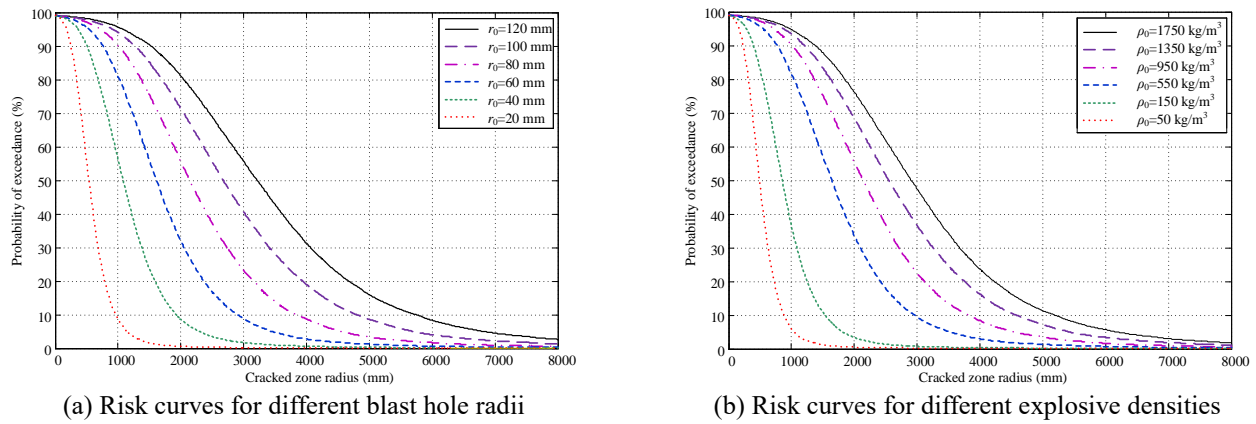 100
90
80
70
60
50
40
30
20
10
0
Probability of exceedance (%)
r₀=120 mm
r₀=100 mm
r₀=80 mm
r₀=60 mm
r₀=40 mm
r₀=20 mm
0 1000 2000 3000 4000 5000 6000 7000 8000
Cracked zone radius (mm)
(a) Risk curves for different blast hole radii
100
90
80
70
60
50
40
30
20
10
0
Probability of exceedance (%)
ρ₀=1750 kg/m³
ρ₀=1350 kg/m³
ρ₀=950 kg/m³
ρ₀=550 kg/m³
ρ₀=150 kg/m³
ρ₀=50 kg/m³
0 1000 2000 3000 4000 5000 6000 7000 8000
Cracked zone radius (mm)
(b) Risk curves for different explosive densities